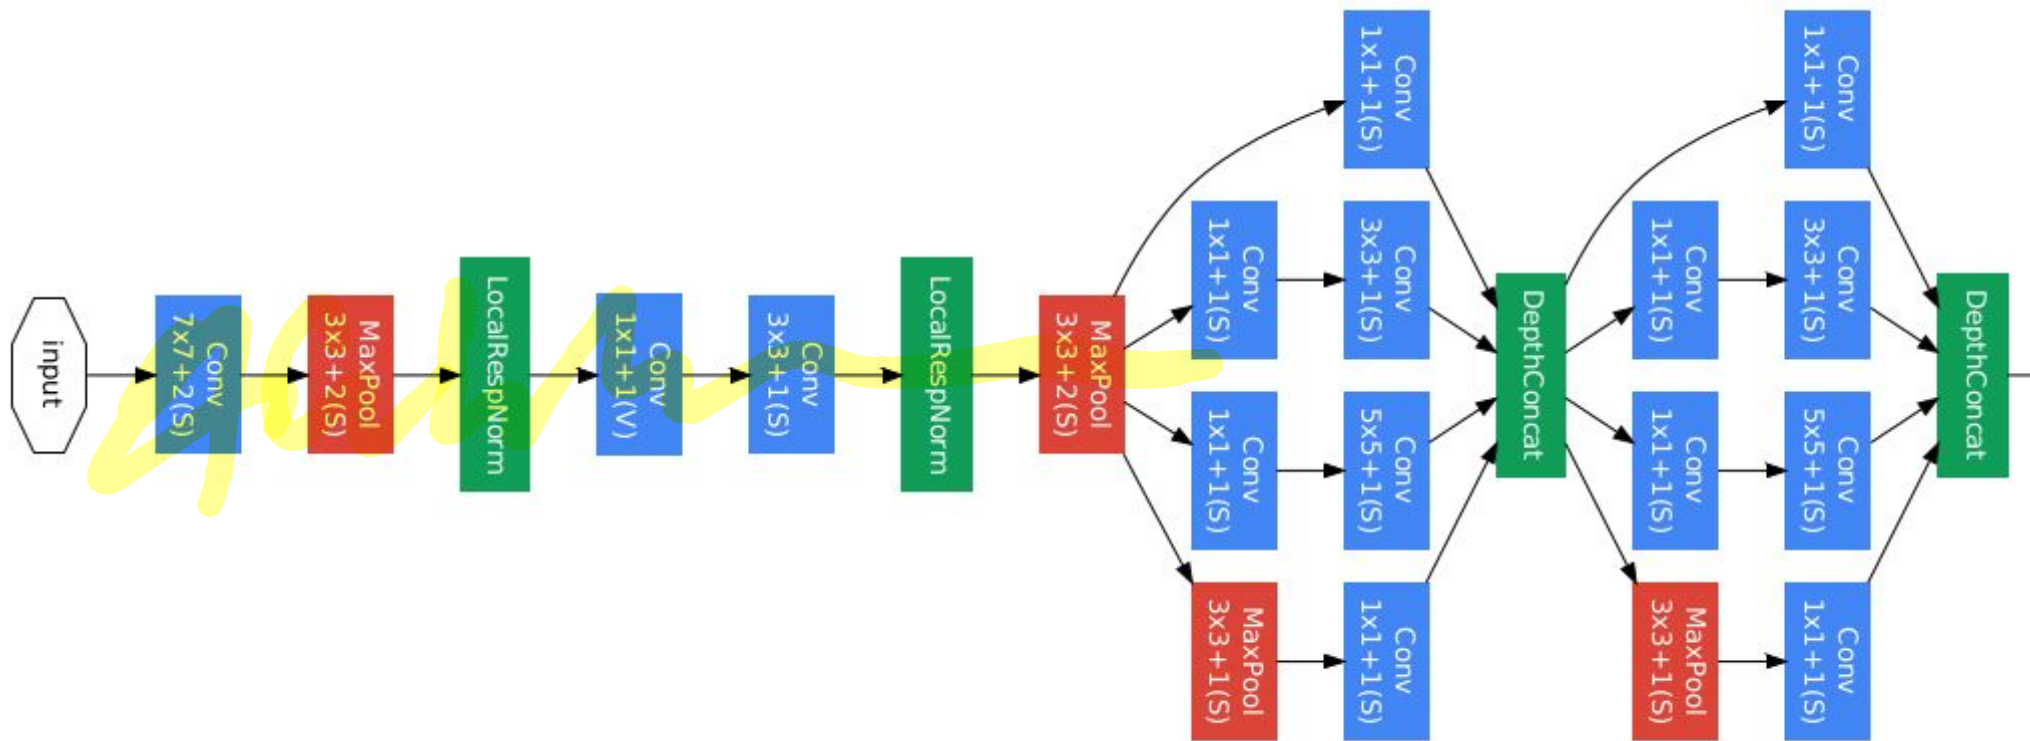 input
Conv
7x7+2(S)
MaxPool
3x3+2(S)
LocalRespNorm
Conv
1x1+1(V)
Conv
3x3+1(S)
LocalRespNorm
MaxPool
3x3+2(S)
Conv
1x1+1(S)
Conv
1x1+1(S)
Conv
3x3+1(S)
Conv
1x1+1(S)
Conv
5x5+1(S)
MaxPool
3x3+1(S)
Conv
1x1+1(S)
DepthConcat
Conv
1x1+1(S)
Conv
1x1+1(S)
Conv
3x3+1(S)
Conv
1x1+1(S)
Conv
5x5+1(S)
MaxPool
3x3+1(S)
Conv
1x1+1(S)
DepthConcat